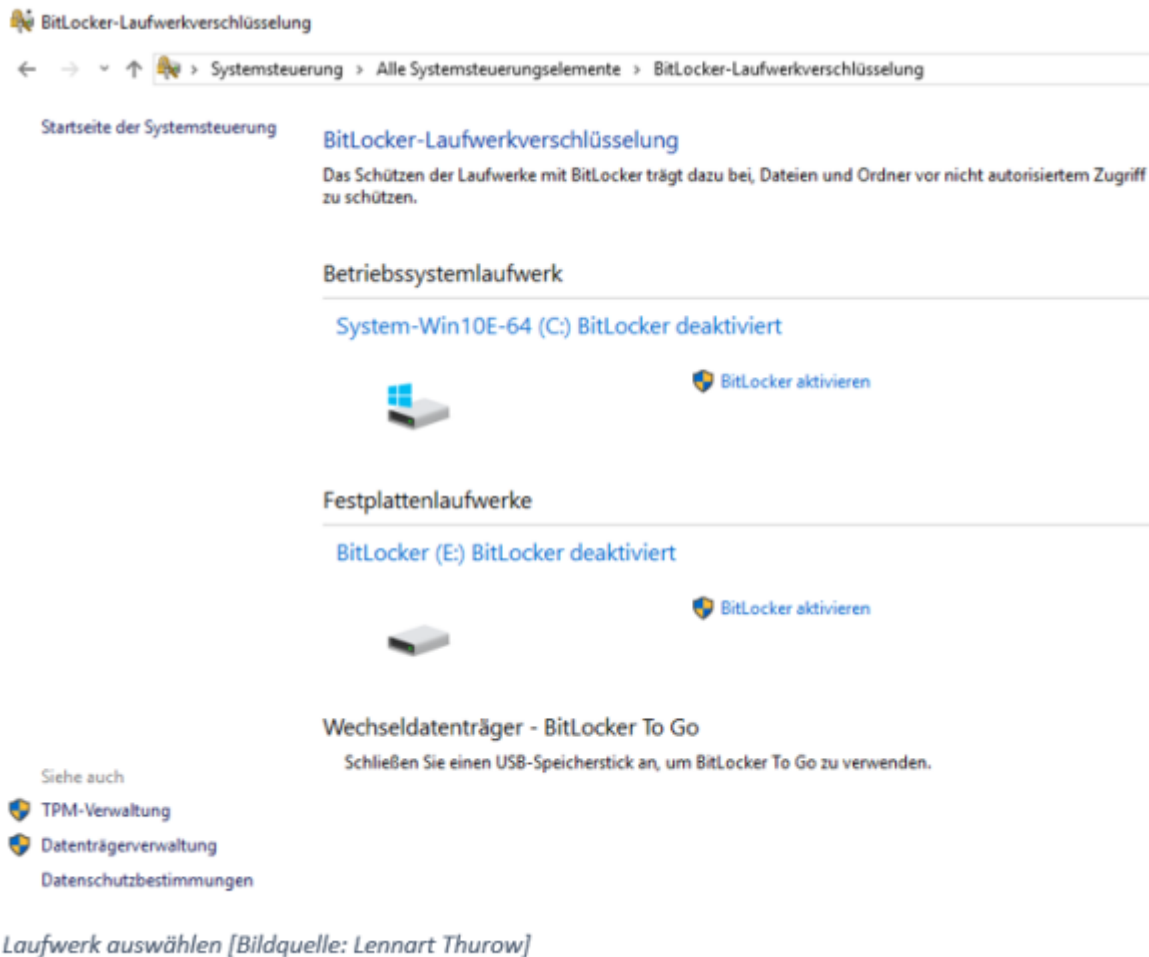 BitLocker-Laufwerkverschlüsselung
Systemsteuerung > Alle Systemsteuerungselemente > BitLocker-Laufwerkverschlüsselung
Startseite der Systemsteuerung
BitLocker-Laufwerkverschlüsselung
Das Schützen der Laufwerke mit BitLocker trägt dazu bei, Dateien und Ordner vor nicht autorisiertem Zugriff
zu schützen.
Betriebssystemlaufwerk
System-Win10E-64 (C:) BitLocker deaktiviert
BitLocker aktivieren
Festplattenlaufwerke
BitLocker (E:) BitLocker deaktiviert
BitLocker aktivieren
Wechseldatenträger - BitLocker To Go
Schließen Sie einen USB-Speicherstick an, um BitLocker To Go zu verwenden.
Siehe auch
TPM-Verwaltung
Datenträgerverwaltung
Datenschutzbestimmungen
Laufwerk auswählen [Bildquelle: Lennart Thurow]